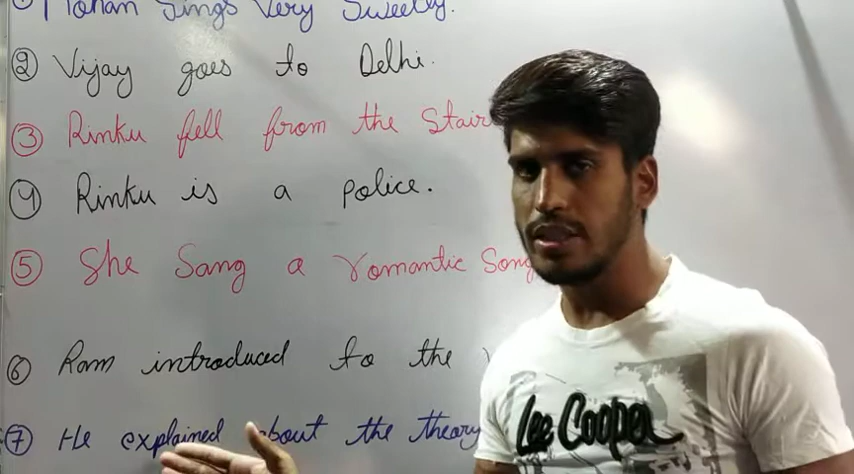 ① Mohan Sings Very Sweetly.
② Vijay goes to Delhi.
③ Rinku fell from the Stair
④ Rinku is a police.
⑤ She Sang a romantic Song
⑥ Ram introduced to the
⑦ He explained about the theory
Lee Cooper